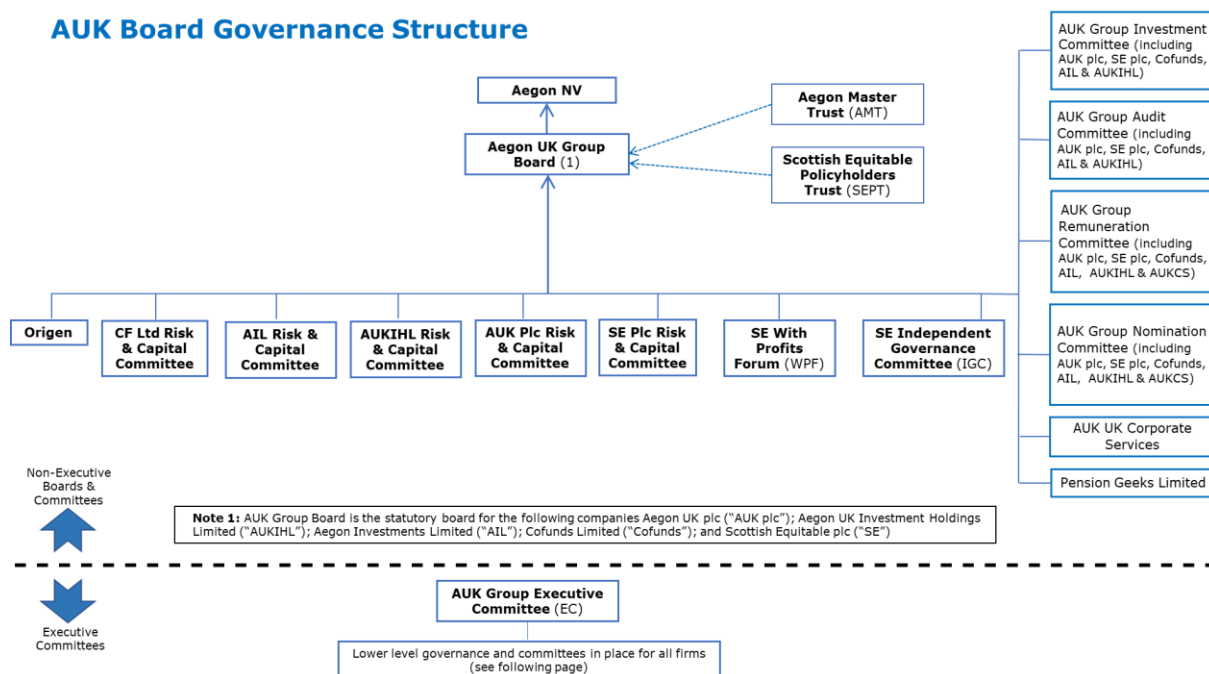 AUK Board Governance Structure
Aegon NV
Aegon UK Group
Board (1)
Aegon Master
Trust (AMT)
Scottish Equitable
Policyholders
Trust (SEPT)
AUK Group Investment
Committee (including
AUK plc, SE plc, Cofunds,
AIL & AUKIHL)
AUK Group Audit
Committee (including
AUK plc, SE plc, Cofunds,
AIL & AUKIHL)
AUK Group
Remuneration
Committee (including
AUK plc, SE plc, Cofunds,
AIL, AUKIHL & AUKCS)
AUK Group Nomination
Committee (including
AUK plc, SE plc, Cofunds,
AIL, AUKIHL & AUKCS)
AUK UK Corporate
Services
Pension Geeks Limited
Origen
CF Ltd Risk
& Capital
Committee
AIL Risk &
Capital
Committee
AUKIHL Risk
& Capital
Committee
AUK Plc Risk
& Capital
Committee
SE Plc Risk
& Capital
Committee
SE With
Profits
Forum (WPF)
SE Independent
Governance
Committee (IGC)
Non-Executive
Boards &
Committees
Note 1: AUK Group Board is the statutory board for the following companies Aegon UK plc ("AUK plc"); Aegon UK Investment Holdings
Limited ("AUKIHL"); Aegon Investments Limited ("AIL"); Cofunds Limited ("Cofunds"); and Scottish Equitable plc ("SE")
Executive
Committees
AUK Group Executive
Committee (EC)
Lower level governance and committees in place for all firms
(see following page)